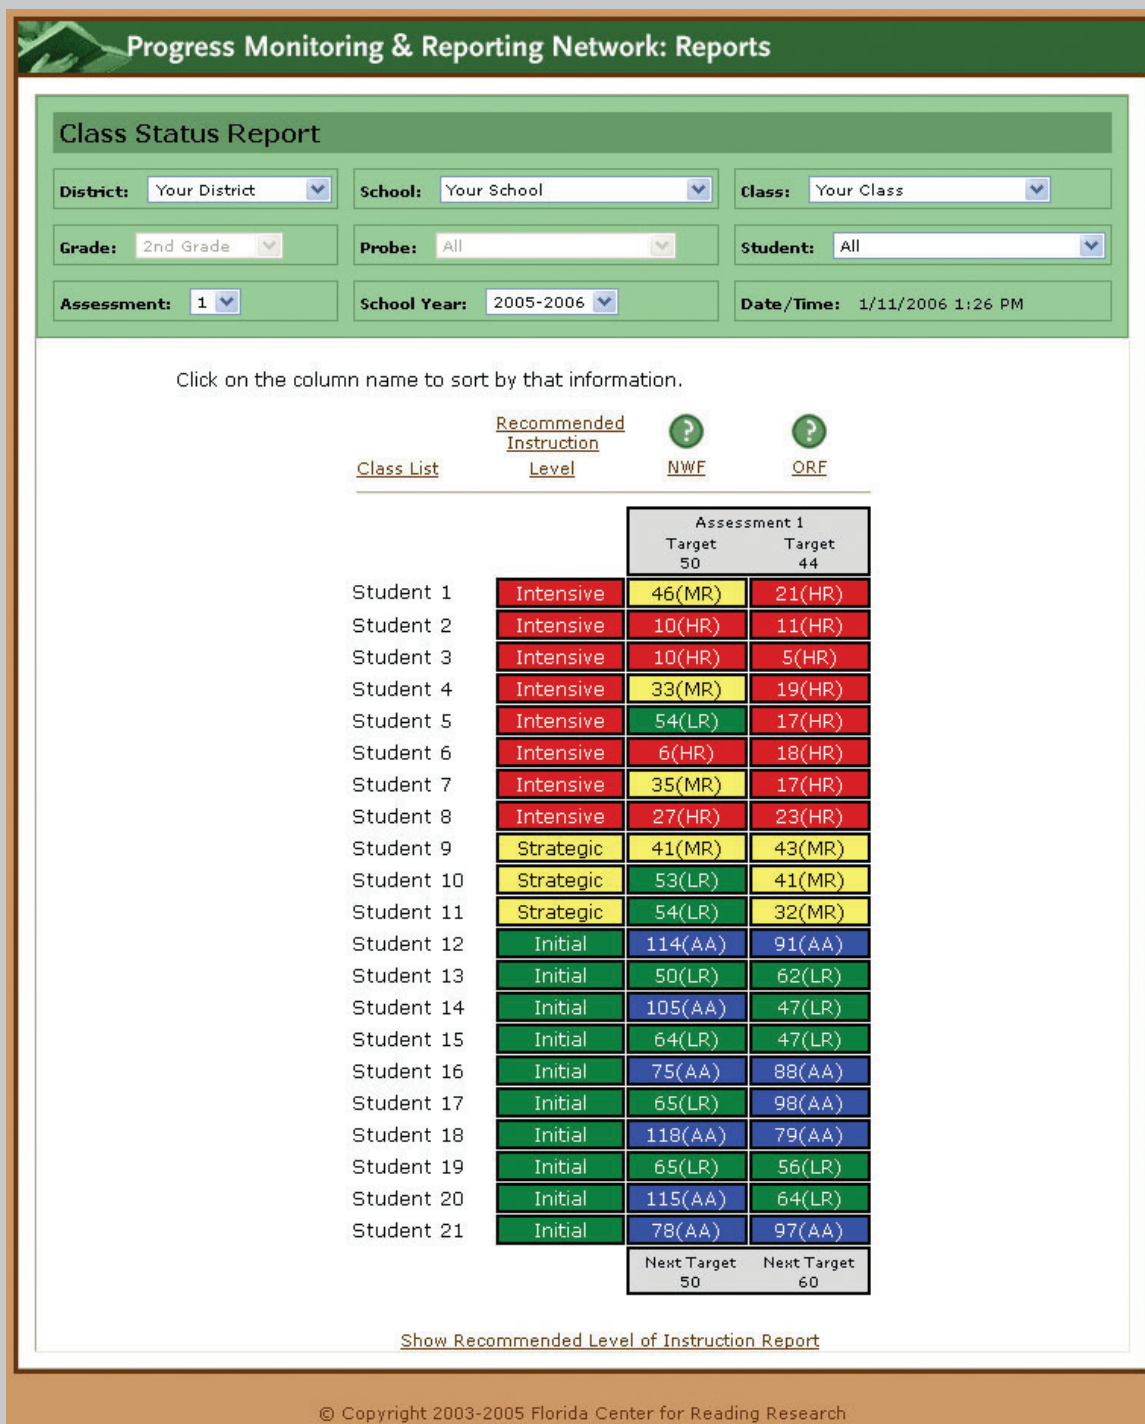 Progress Monitoring & Reporting Network: Reports
Class Status Report
District: Your District School: Your School Class: Your Class
Grade: 2nd Grade Probe: All Student: All
Assessment: 1 School Year: 2005-2006 Date/Time: 1/11/2006 1:26 PM
Click on the column name to sort by that information.
Recommended ? ?
Instruction
Class List Level NWF ORF
Assessment 1
Target Target
50 44
Student 1 Intensive 46(MR) 21(HR)
Student 2 Intensive 10(HR) 11(HR)
Student 3 Intensive 10(HR) 5(HR)
Student 4 Intensive 33(MR) 19(HR)
Student 5 Intensive 54(LR) 17(HR)
Student 6 Intensive 6(HR) 18(HR)
Student 7 Intensive 35(MR) 17(HR)
Student 8 Intensive 27(HR) 23(HR)
Student 9 Strategic 41(MR) 43(MR)
Student 10 Strategic 53(LR) 41(MR)
Student 11 Strategic 54(LR) 32(MR)
Student 12 Initial 114(AA) 91(AA)
Student 13 Initial 50(LR) 62(LR)
Student 14 Initial 105(AA) 47(LR)
Student 15 Initial 64(LR) 47(LR)
Student 16 Initial 75(AA) 88(AA)
Student 17 Initial 65(LR) 98(AA)
Student 18 Initial 118(AA) 79(AA)
Student 19 Initial 65(LR) 56(LR)
Student 20 Initial 115(AA) 64(LR)
Student 21 Initial 78(AA) 97(AA)
Next Target Next Target
50 60
Show Recommended Level of Instruction Report
© Copyright 2003-2005 Florida Center for Reading Research